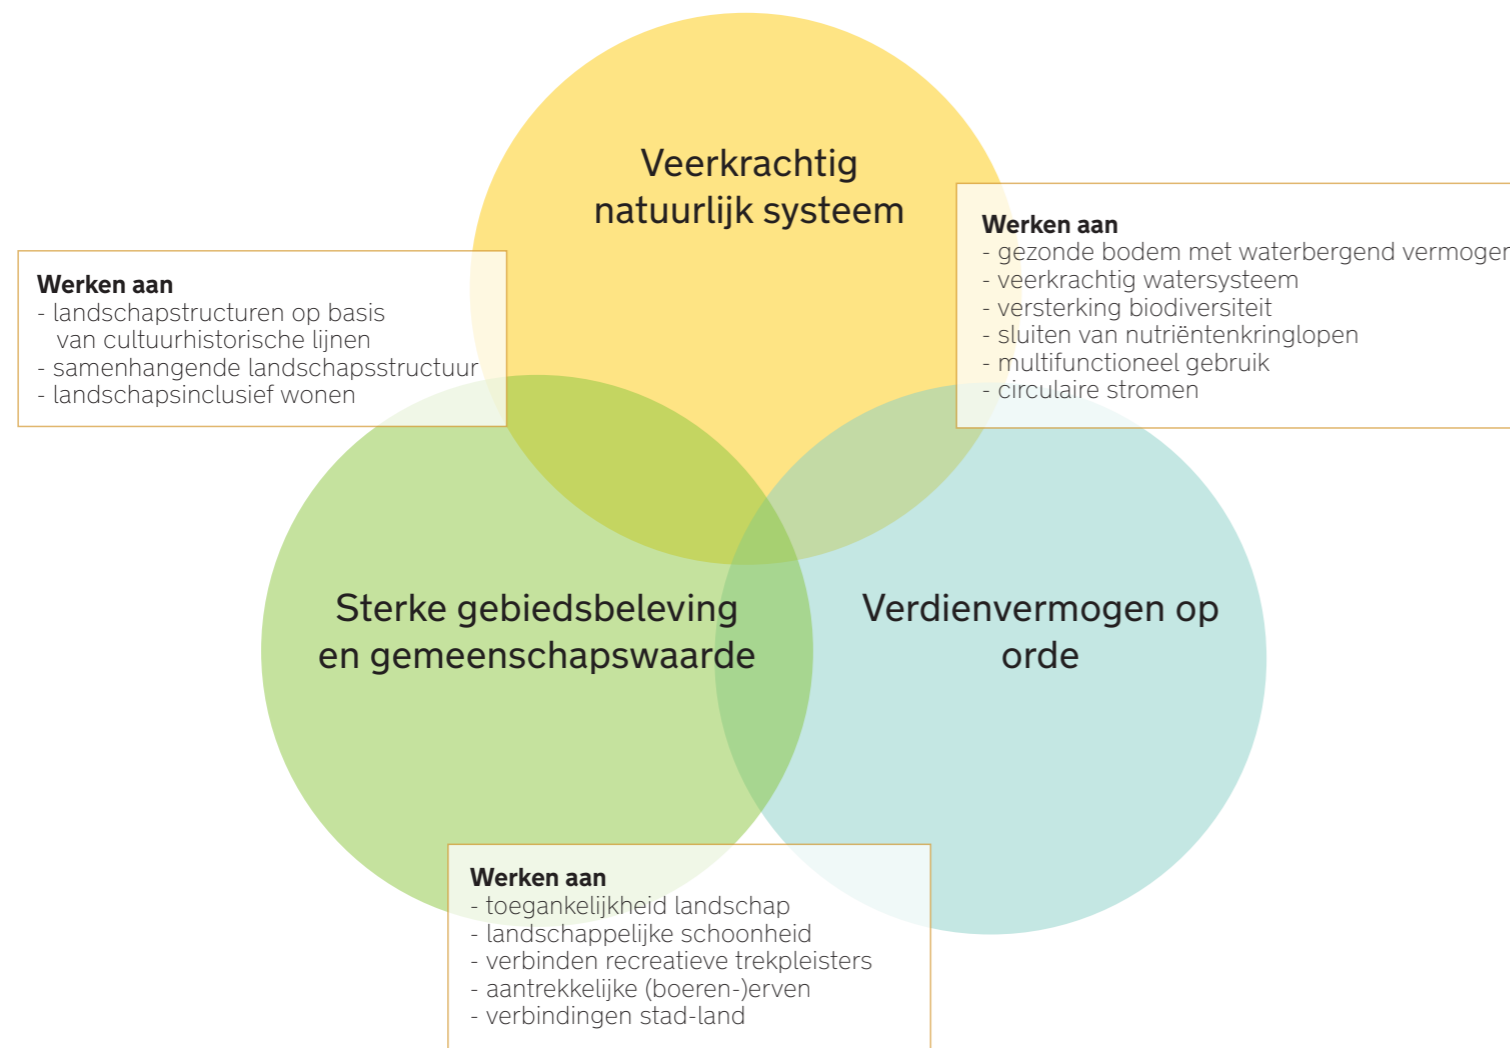 Veerkrachtig
natuurlijk systeem
Werken aan
- gezonde bodem met waterbergend vermogen
- veerkrachtig watersysteem
- versterking biodiversiteit
- sluiten van nutriëntenkringlopen
- multifunctioneel gebruik
- circulaire stromen
Werken aan
- landschapstructuren op basis
van cultuurhistorische lijnen
- samenhangende landschapsstructuur
- landschapsinclusief wonen
Sterke gebiedsbeleving
en gemeenschapswaarde
Verdienvermogen op
orde
Werken aan
- toegankelijkheid landschap
- landschappelijke schoonheid
- verbinden recreatieve trekpleisters
- aantrekkelijke (boeren-)erven
- verbindingen stad-land